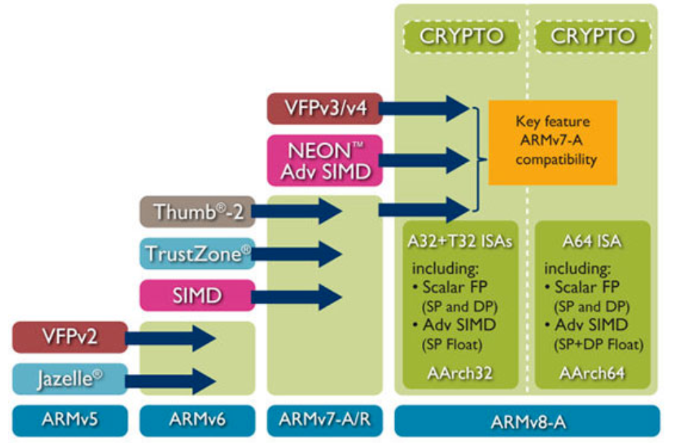 CRYPTO
CRYPTO
VFPv3/v4
Key feature
ARMv7-A
compatibility
NEON™
Adv SIMD
Thumb®-2
TrustZone®
SIMD
A32+T32 ISAs
including:
• Scalar FP
(SP and DP)
• Adv SIMD
(SP Float)
AArch32
A64 ISA
including:
• Scalar FP
(SP and DP)
• Adv SIMD
(SP+DP Float)
AArch64
VFPv2
Jazelle®
ARMv5
ARMv6
ARMv7-A/R
ARMv8-A